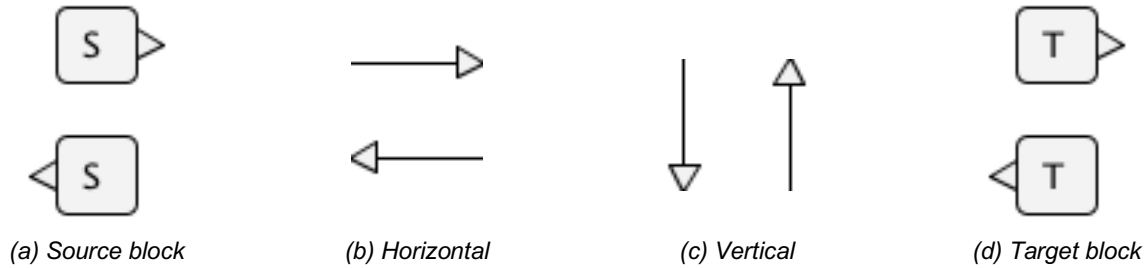 S
T
S
T
(a) Source block
(b) Horizontal
(c) Vertical
(d) Target block